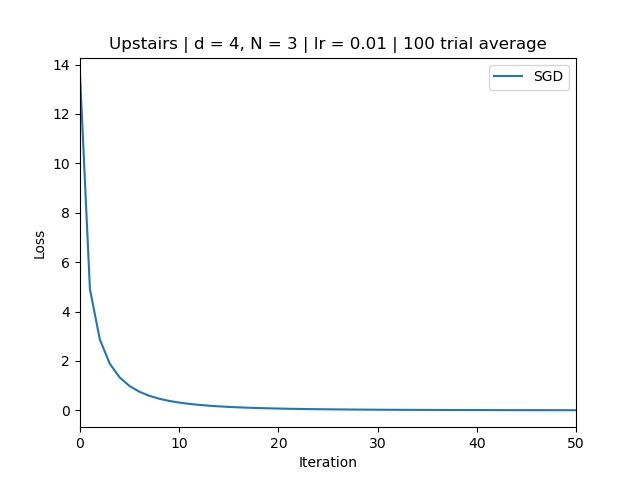 Upstairs | d = 4, N = 3 | lr = 0.01 | 100 trial average
SGD
14
12
10
8
6
4
2
0
Loss
0 10 20 30 40 50
Iteration